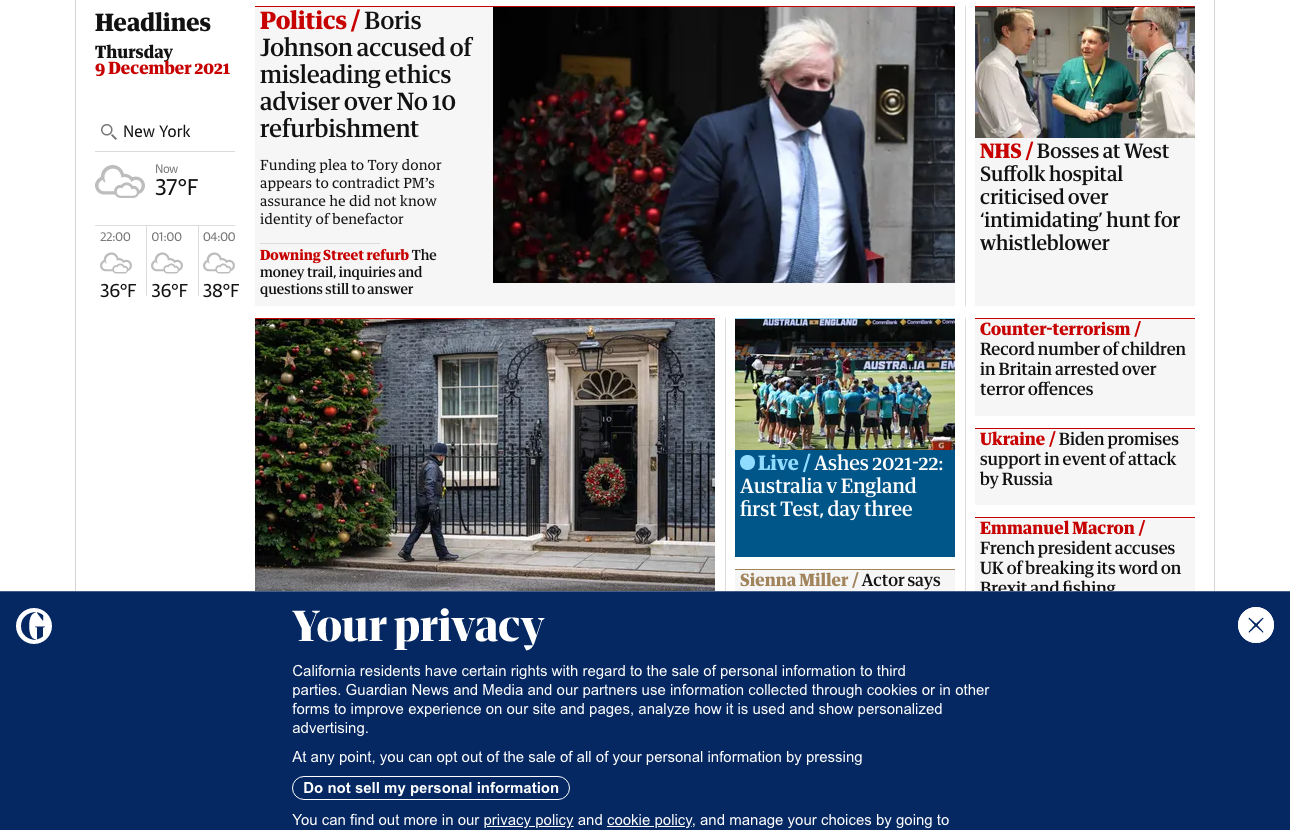 Headlines
Thursday
9 December 2021
New York
Now
37°F
22:00
01:00
04:00
36°F
36°F
38°F
Politics / Boris
Johnson accused of
misleading ethics
adviser over No 10
refurbishment
Funding plea to Tory donor
appears to contradict PM’s
assurance he did not know
identity of benefactor
Downing Street refurb The
money trail, inquiries and
questions still to answer
NHS / Bosses at West
Suffolk hospital
criticised over
‘intimidating’ hunt for
whistleblower
10
AUSTRALIA ENGLAND
CommBank
AUSTRALIA
Live / Ashes 2021-22:
Australia v England
first Test, day three
Sienna Miller / Actor says
Counter-terrorism /
Record number of children
in Britain arrested over
terror offences
Ukraine / Biden promises
support in event of attack
by Russia
Emmanuel Macron /
French president accuses
UK of breaking its word on
Brexit and fishing
G
Your privacy
California residents have certain rights with regard to the sale of personal information to third
parties. Guardian News and Media and our partners use information collected through cookies or in other
forms to improve experience on our site and pages, analyze how it is used and show personalized
advertising.
At any point, you can opt out of the sale of all of your personal information by pressing
Do not sell my personal information
You can find out more in our privacy policy and cookie policy, and manage your choices by going to